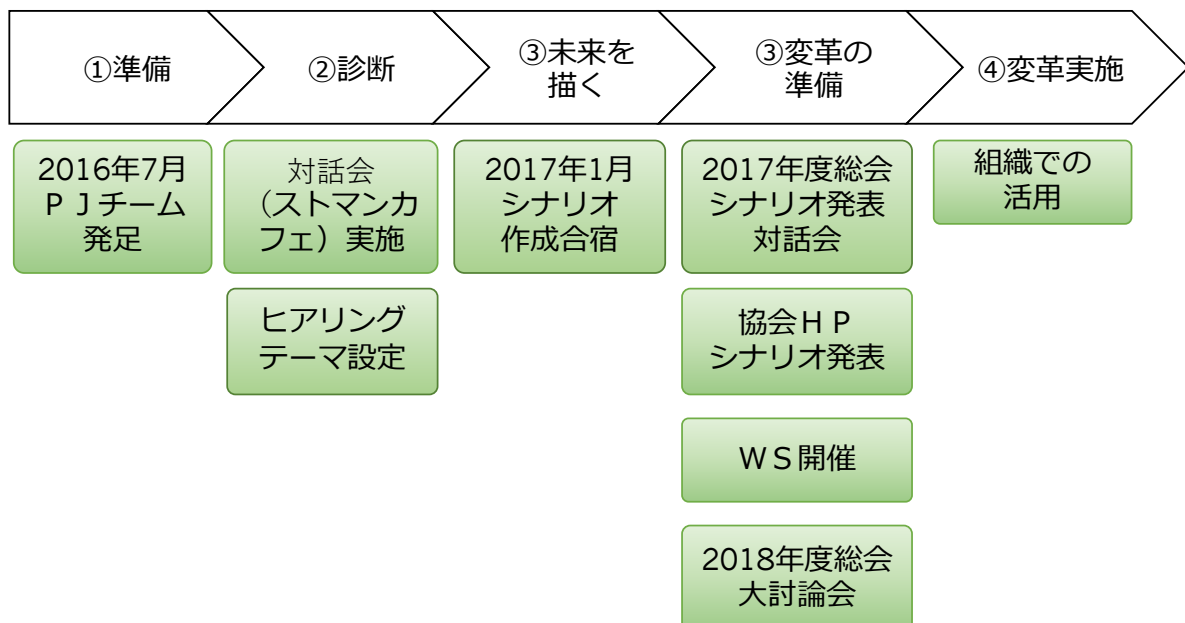 ①準備
②診断
③未来を
描く
③変革の
準備
④変革実施
2016年7月
ＰＪチーム
発足
対話会
（ストマンカ
フェ）実施
2017年1月
シナリオ
作成合宿
2017年度総会
シナリオ発表
対話会
組織での
活用
ヒアリング
テーマ設定
協会ＨＰ
シナリオ発表
ＷＳ開催
2018年度総会
大討論会